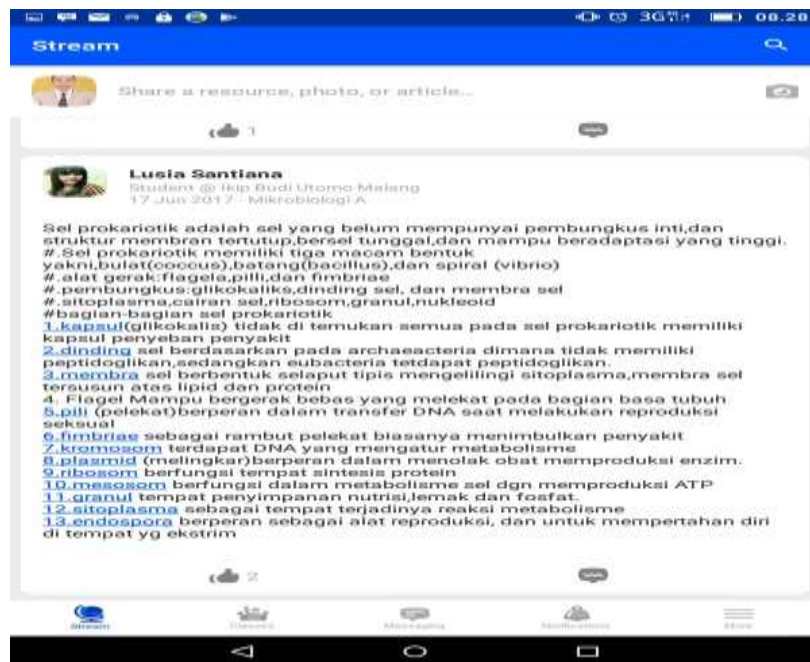 3G 08.20
Stream
Share a resource, photo, or article...
1
Lusia Santiana
Student @ Ikip Budi Utomo Malang
17 Jun 2017 · Mikrobiologi A
Sel prokariotik adalah sel yang belum mempunyai pembungkus inti,dan
struktur membran tertutup,bersel tunggal,dan mampu beradaptasi yang tinggi.
#.Sel prokariotik memiliki tiga macam bentuk
yakni,bulat(coccus),batang(bacillus),dan spiral (vibrio)
#.alat gerak:flagela,pilli,dan fimbriae
#.pembungkus:glikokaliks,dinding sel, dan membra sel
#.sitoplasma,cairan sel,ribosom,granul,nukleoid
#bagian-bagian sel prokariotik
1.kapsul(glikokalis) tidak di temukan semua pada sel prokariotik memiliki
kapsul penyeban penyakit
2.dinding sel berdasarkan pada archaeacteria dimana tidak memiliki
peptidoglikan,sedangkan eubacteria tetdapat peptidoglikan.
3.membra sel berbentuk selaput tipis mengelilingi sitoplasma,membra sel
tersusun atas lipid dan protein
4. Flagel Mampu bergerak bebas yang melekat pada bagian basa tubuh
5.pili (pelekat)berperan dalam transfer DNA saat melakukan reproduksi
seksual
6.fimbriae sebagai rambut pelekat biasanya menimbulkan penyakit
7.kromosom terdapat DNA yang mengatur metabolisme
8.plasmid (melingkar)berperan dalam menolak obat memproduksi enzim.
9.ribosom berfungsi tempat sintesis protein
10.mesosom berfungsi dalam metabolisme sel dgn memproduksi ATP
11.granul tempat penyimpanan nutrisi,lemak dan fosfat.
12.sitoplasma sebagai tempat terjadinya reaksi metabolisme
13.endospora berperan sebagai alat reproduksi, dan untuk mempertahan diri
di tempat yg ekstrim
2
Stream Classes Messaging Notifications More